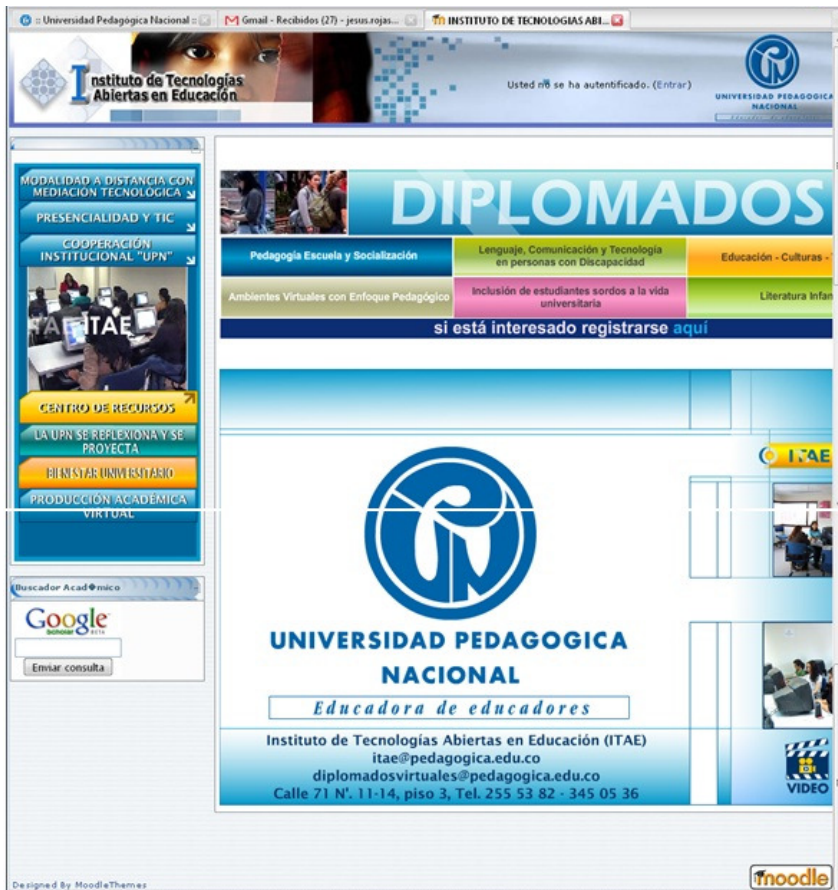 :: Universidad Pedagógica Nacional ::
Gmail - Recibidos (27) - jesus.rojas...
INSTITUTO DE TECNOLOGIAS ABI...
Instituto de Tecnologías
Abiertas en Educación
Usted no se ha autentificado. (Entrar)
UNIVERSIDAD PEDAGOGICA
NACIONAL
MODALIDAD A DISTANCIA CON
MEDIACIÓN TECNOLÓGICA
PRESENCIALIDAD Y TIC
COOPERACIÓN
INSTITUCIONAL "UPN"
ITAE
CENTRO DE RECURSOS
LA UPN SE REFLEXIONA Y SE
PROYECTA
BIENESTAR UNIVERSITARIO
PRODUCCIÓN ACADÉMICA
VIRTUAL
Buscador Acad�mico
Google
Scholar BETA
Enviar consulta
DIPLOMADOS
Pedagogía Escuela y Socialización
Lenguaje, Comunicación y Tecnología
en personas con Discapacidad
Educación - Culturas -
Ambientes Virtuales con Enfoque Pedagógico
Inclusión de estudiantes sordos a la vida
universitaria
Literatura Infan
si está interesado registrarse aquí
ITAE
UNIVERSIDAD PEDAGOGICA
NACIONAL
Educadora de educadores
Instituto de Tecnologías Abiertas en Educación (ITAE)
itae@pedagogica.edu.co
diplomadosvirtuales@pedagogica.edu.co
Calle 71 N'. 11-14, piso 3, Tel. 255 53 82 - 345 05 36
VIDEO
Designed By MoodleThemes
moodle